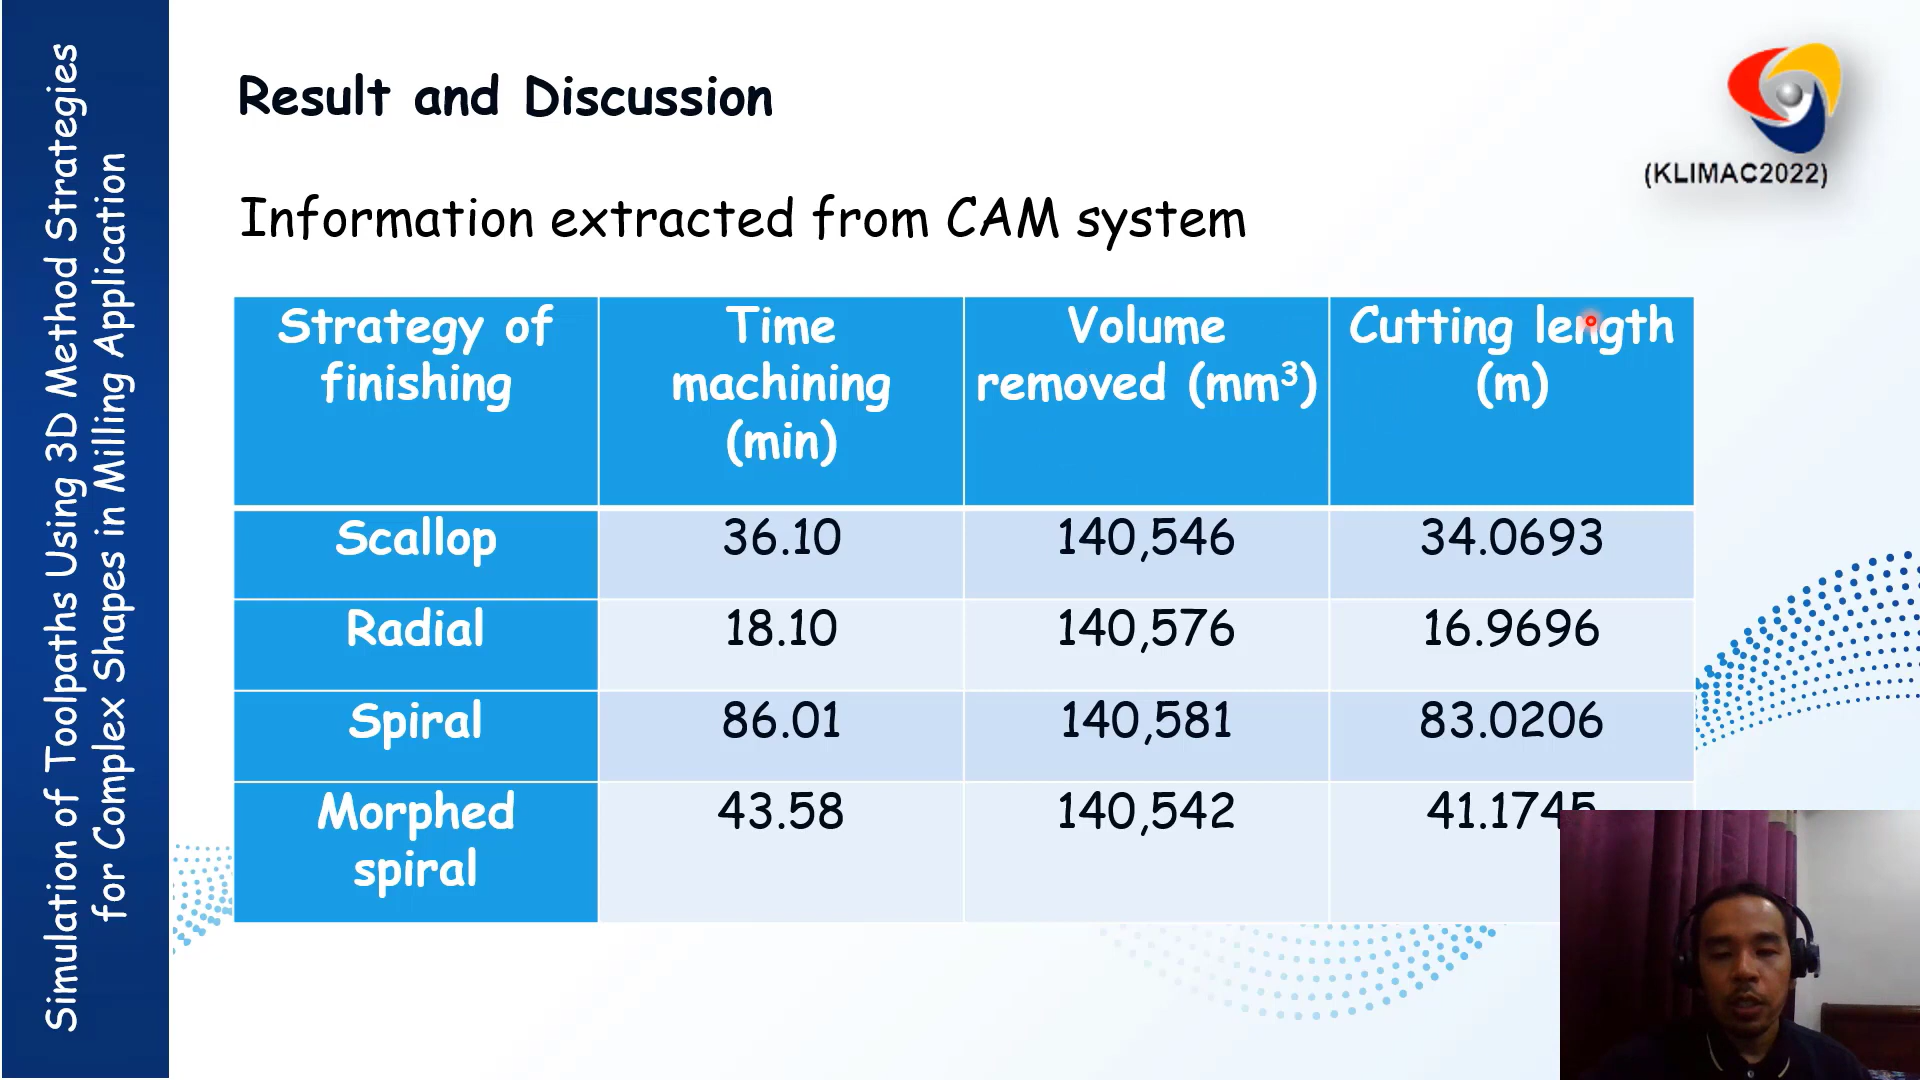 Simulation of Toolpaths Using 3D Method Strategies
for Complex Shapes in Milling Application
Result and Discussion
(KLIMAC2022)
Information extracted from CAM system
Strategy of
finishing
Time
machining
(min)
Volume
removed (mm³)
Cutting length
(m)
Scallop
36.10
140,546
34.0693
Radial
18.10
140,576
16.9696
Spiral
86.01
140,581
83.0206
Morphed
spiral
43.58
140,542
41.1745